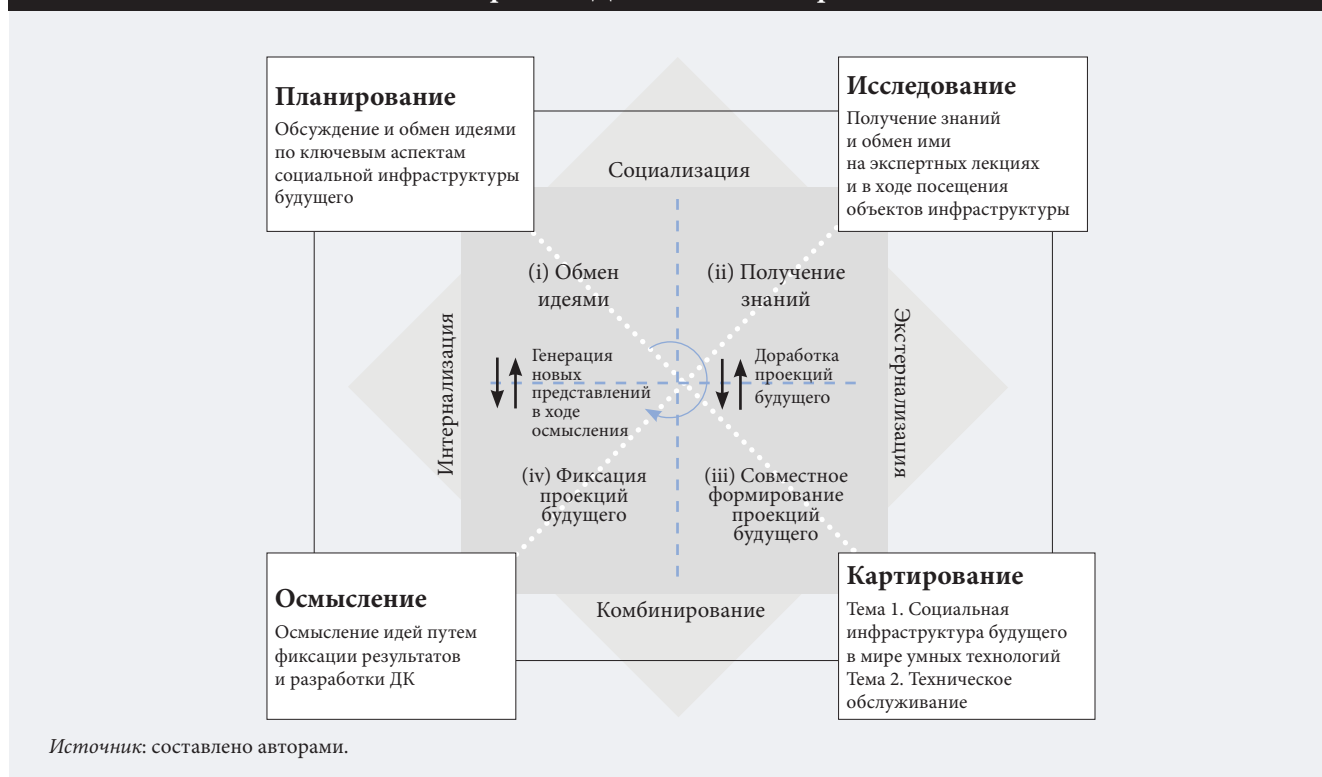 Планирование
Обсуждение и обмен идеями
по ключевым аспектам
социальной инфраструктуры
будущего
Исследование
Получение знаний
и обмен ими
на экспертных лекциях
и в ходе посещения
объектов инфраструктуры
Социализация
(i) Обмен
идеями
(ii) Получение
знаний
Интернализация
Генерация
новых
представлений
в ходе
осмысления
Доработка
проекций
будущего
Экстернализация
(iv) Фиксация
проекций
будущего
(iii) Совместное
формирование
проекций
будущего
Комбинирование
Осмысление
Осмысление идей путем
фиксации результатов
и разработки ДК
Картирование
Тема 1. Социальная
инфраструктура будущего
в мире умных технологий
Тема 2. Техническое
обслуживание
Источник: составлено авторами.